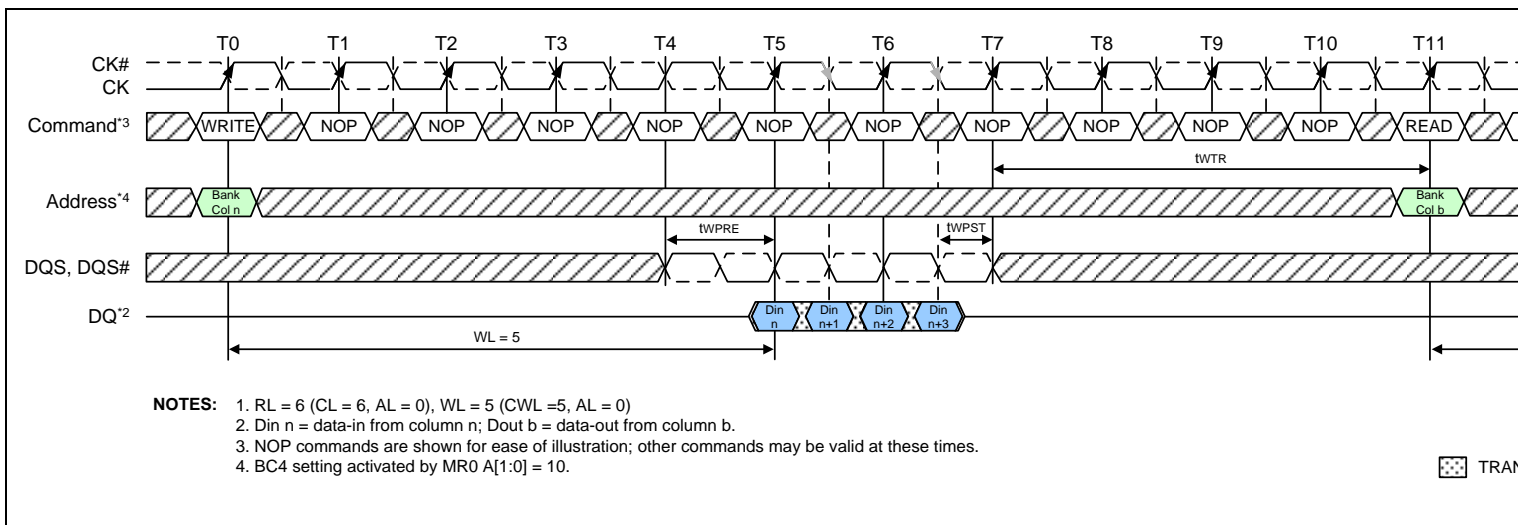 T0 T1 T2 T3 T4 T5 T6 T7 T8 T9 T10 T11
CK#
CK
Command*3 WRITE NOP NOP NOP NOP NOP NOP NOP NOP NOP NOP READ
tWTR
Address*4 Bank Col n Bank Col b
tWPRE tWPST
DQS, DQS#
DQ*2 Din n Din n+1 Din n+2 Din n+3
WL = 5
NOTES: 1. RL = 6 (CL = 6, AL = 0), WL = 5 (CWL =5, AL = 0)
2. Din n = data-in from column n; Dout b = data-out from column b.
3. NOP commands are shown for ease of illustration; other commands may be valid at these times.
4. BC4 setting activated by MR0 A[1:0] = 10.
TRAN